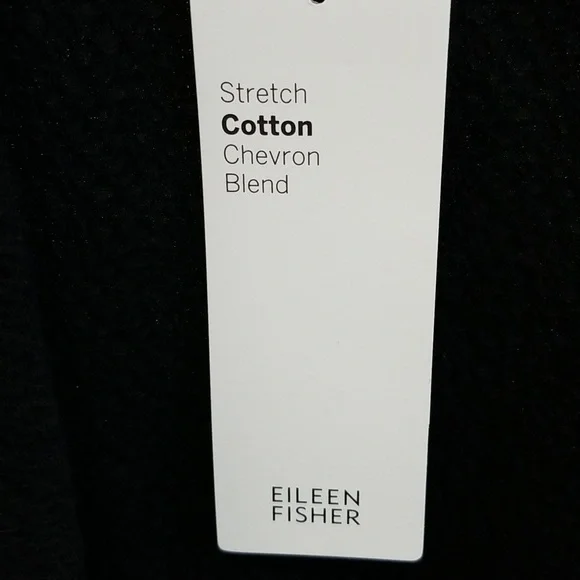 Stretch
Cotton
Chevron
Blend
EILEEN
FISHER